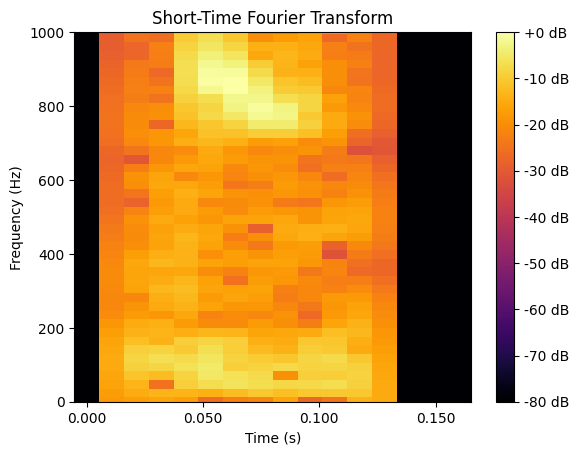 Short-Time Fourier Transform
1000
800
600
400
200
0
Frequency (Hz)
0.000
0.050
0.100
0.150
Time (s)
+0 dB
-10 dB
-20 dB
-30 dB
-40 dB
-50 dB
-60 dB
-70 dB
-80 dB